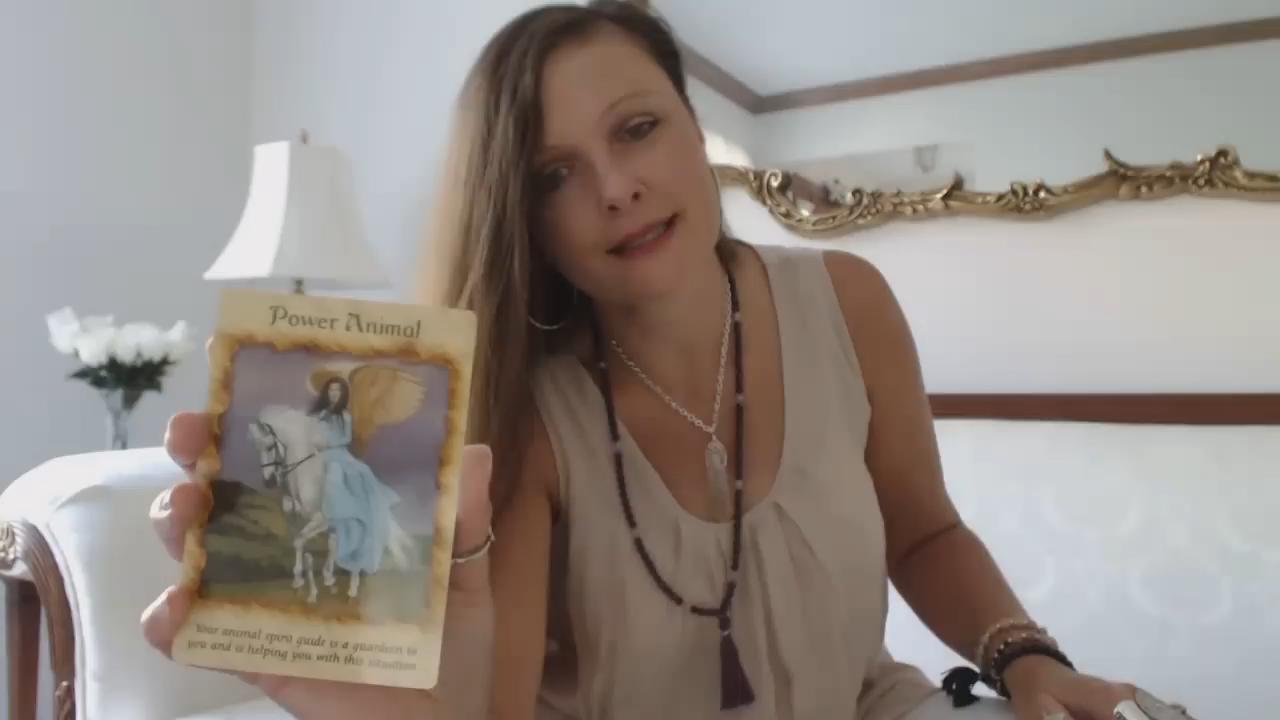 Power Animal
Your animal spirit guide is a guardian to
you and is helping you with this situation